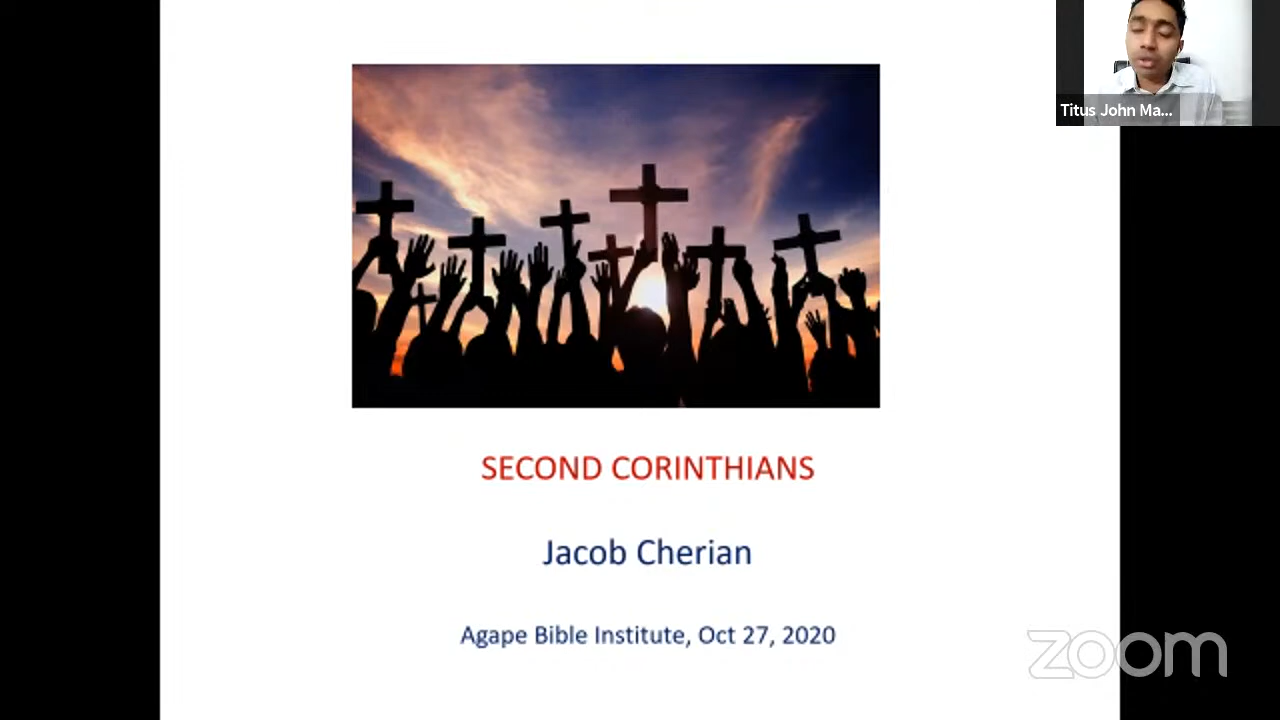 Titus John Ma...
SECOND CORINTHIANS
Jacob Cherian
Agape Bible Institute, Oct 27, 2020
zoom